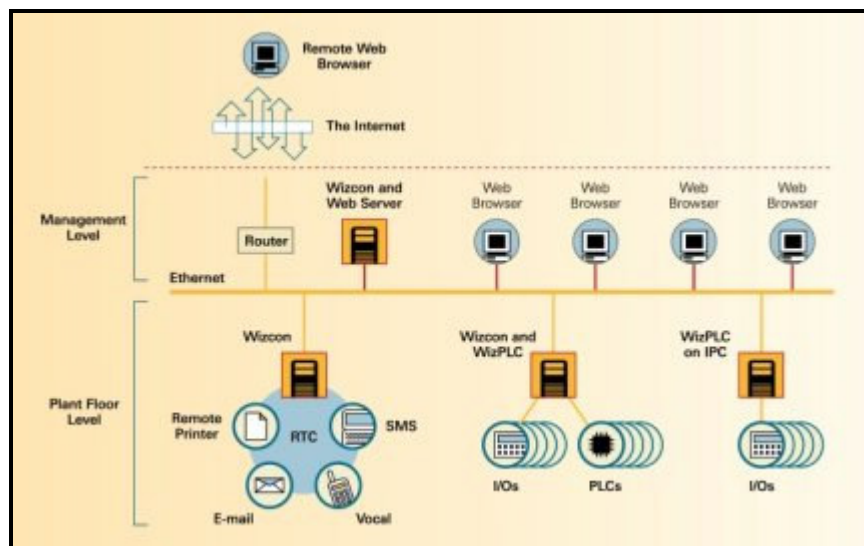 Remote Web
Browser
The Internet
Wizcon and
Web Server
Web
Browser
Web
Browser
Web
Browser
Web
Browser
Management
Level
Router
Ethernet
Wizcon
Wizcon and
WizPLC
WizPLC
on IPC
Plant Floor
Level
Remote
Printer
RTC
SMS
I/Os
PLCs
I/Os
E-mail
Vocal